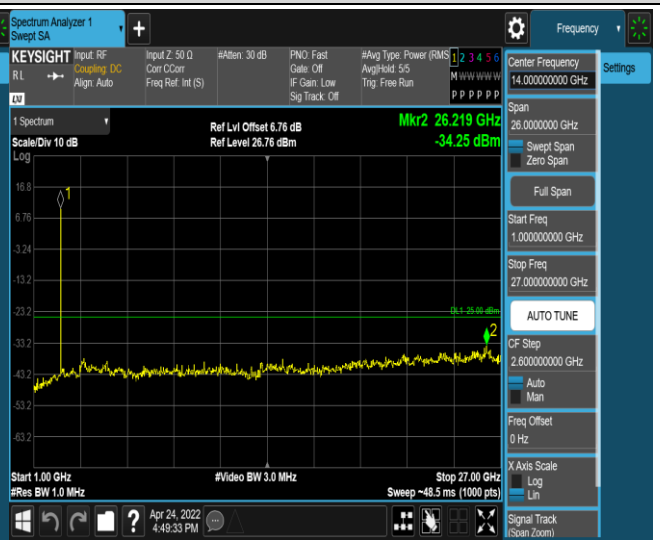 Spectrum Analyzer 1
Swept SA
+
Frequency
KEYSIGHT
RL
LXI
Input: RF
Coupling: DC
Align: Auto
Input Z: 50 Ω
Corr CCorr
Freq Ref: Int (S)
#Atten: 30 dB
PNO: Fast
Gate: Off
IF Gain: Low
Sig Track: Off
#Avg Type: Power (RMS
Avg|Hold: 5/5
Trig: Free Run
1 2 3 4 5 6
M W W W W W
P P P P P P
1 Spectrum
Scale/Div 10 dB
Log
Ref Lvl Offset 6.76 dB
Ref Level 26.76 dBm
Mkr2 26.219 GHz
-34.25 dBm
16.8
6.76
-3.24
-13.2
-23.2
-33.2
-43.2
-53.2
-63.2
1
DL1 -25.00 dBm
2
Start 1.00 GHz
#Res BW 1.0 MHz
#Video BW 3.0 MHz
Stop 27.00 GHz
Sweep ~48.5 ms (1000 pts)
Apr 24, 2022
4:49:33 PM
?
Center Frequency
14.000000000 GHz
Settings
Span
26.0000000 GHz
Swept Span
Zero Span
Full Span
Start Freq
1.000000000 GHz
Stop Freq
27.000000000 GHz
AUTO TUNE
CF Step
2.600000000 GHz
Auto
Man
Freq Offset
0 Hz
X Axis Scale
Log
Lin
Signal Track
(Span Zoom)